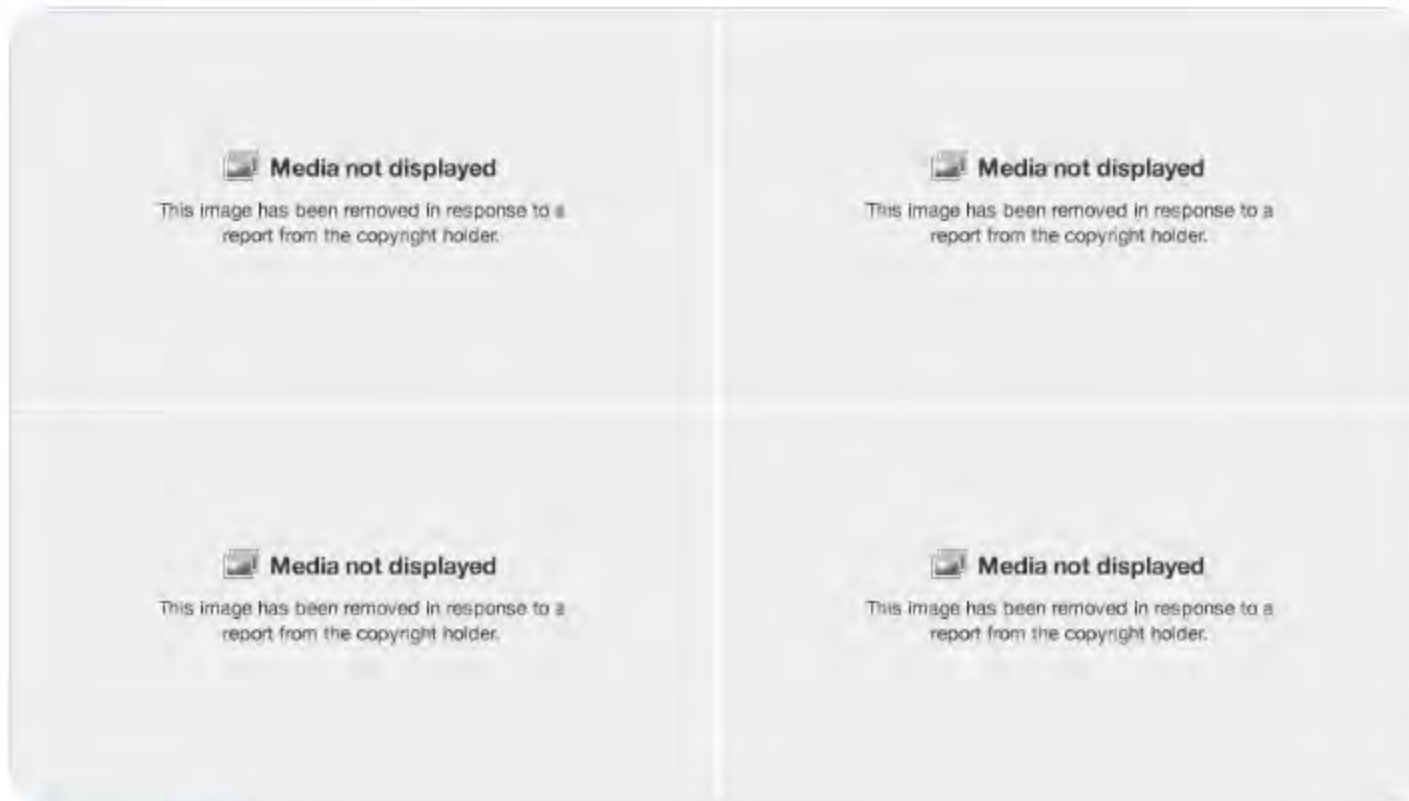 Media not displayed
This image has been removed in response to a
report from the copyright holder.
Media not displayed
This image has been removed in response to a
report from the copyright holder.
Media not displayed
This image has been removed in response to a
report from the copyright holder.
Media not displayed
This image has been removed in response to a
report from the copyright holder.